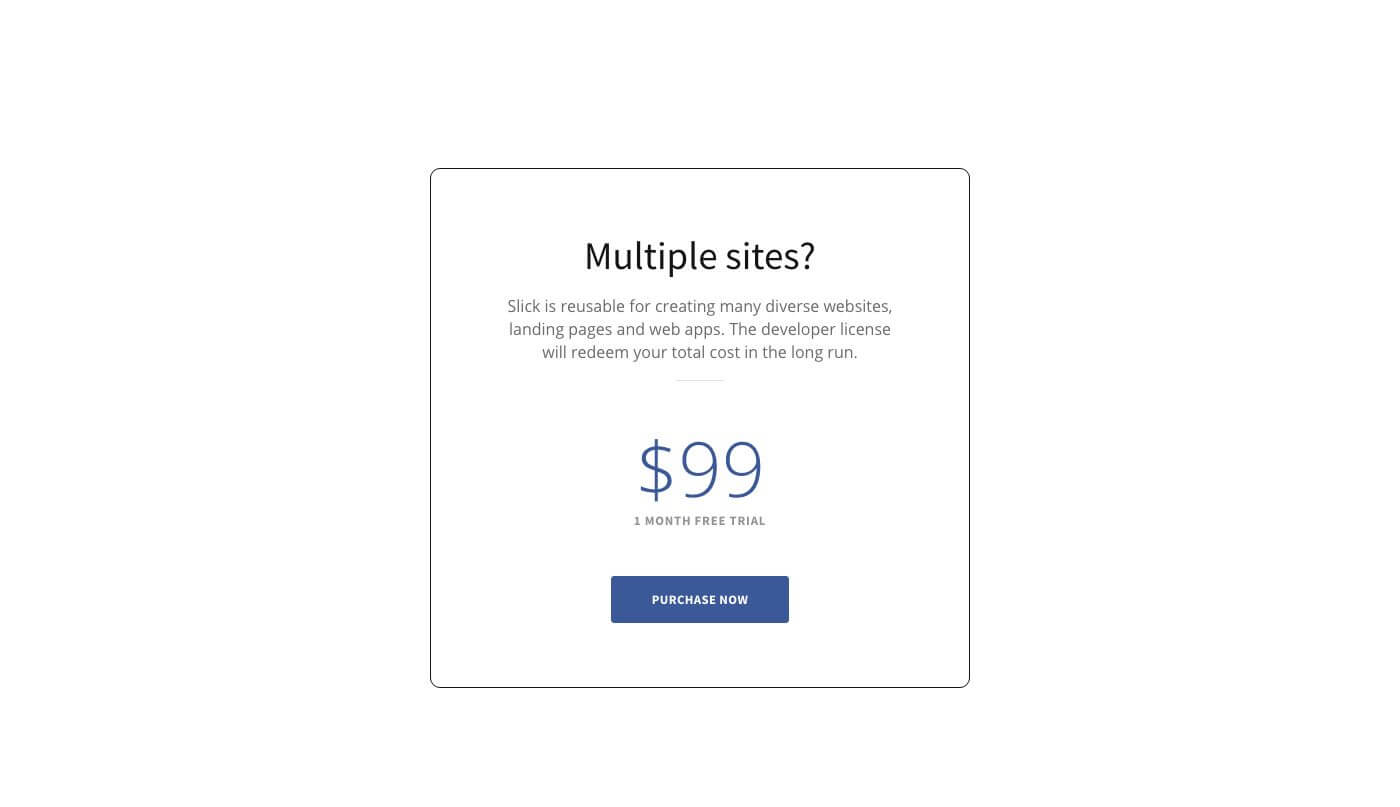 Multiple sites?
Slick is reusable for creating many diverse websites,
landing pages and web apps. The developer license
will redeem your total cost in the long run.
$99
1 MONTH FREE TRIAL
PURCHASE NOW